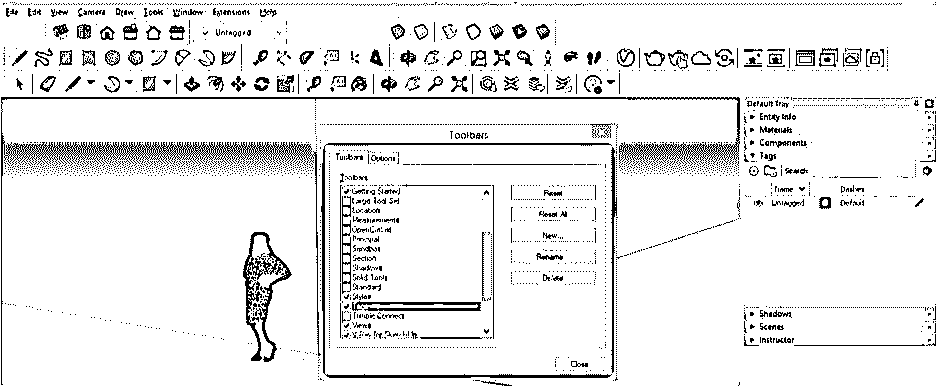 File Edit View Camera Draw Tools Window Extensions Help
Untagged
Default Tray
Entity Info
Materials
Components
Tags
Search
Name Dashes
Untagged Default
Shadows
Scenes
Instructor
Toolbars
Toolbars Options
Toolbars
Getting Started
Large Tool Set
Location
Measurements
Principal
Sandbox
Section
Shadows
Solid Tools
Standard
Styles
Trimble Connect
Views
V-Ray for SketchUp
Reset
Reset All
New...
Rename
Delete
Close